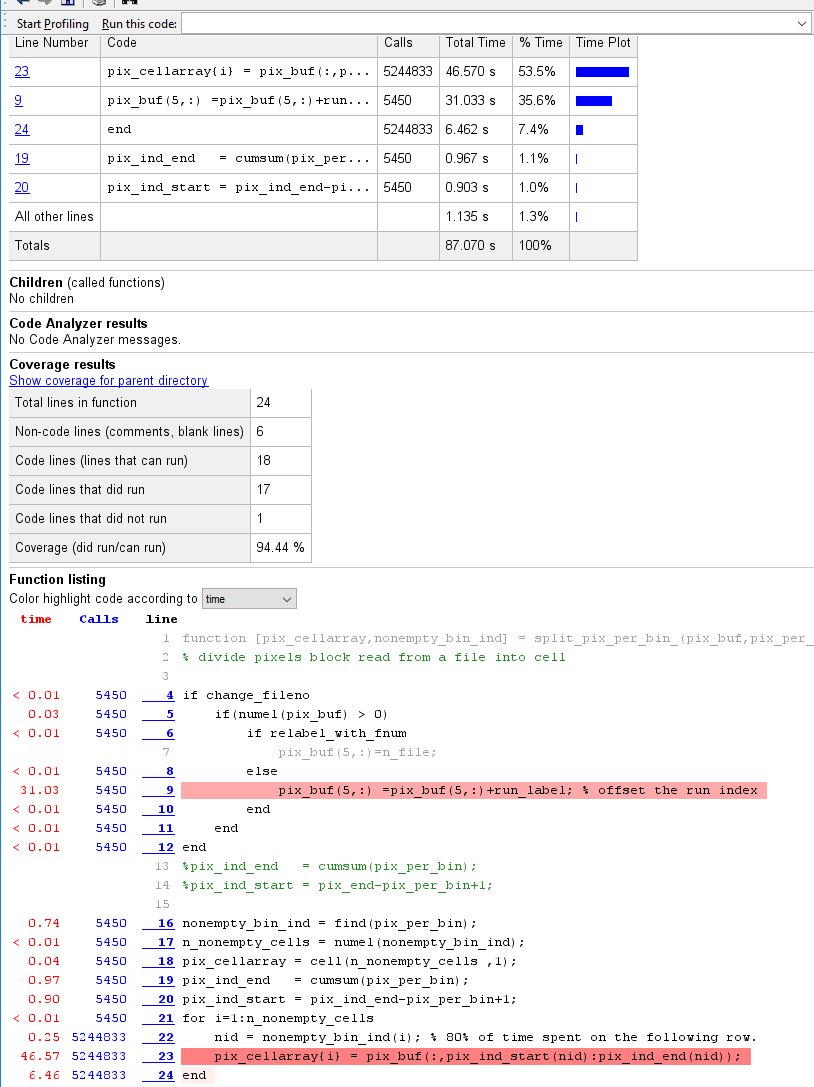 Start Profiling Run this code:
Line Number Code Calls Total Time % Time Time Plot
23 pix_cellarray{i} = pix_buf(:,p... 5244833 46.570 s 53.5%
9 pix_buf(5,:) =pix_buf(5,:)+run... 5450 31.033 s 35.6%
24 end 5244833 6.462 s 7.4%
19 pix_ind_end   = cumsum(pix_per... 5450 0.967 s 1.1%
20 pix_ind_start = pix_ind_end-pi... 5450 0.903 s 1.0%
All other lines 1.135 s 1.3%
Totals 87.070 s 100%
Children (called functions)
No children
Code Analyzer results
No Code Analyzer messages.
Coverage results
Show coverage for parent directory
Total lines in function 24
Non-code lines (comments, blank lines) 6
Code lines (lines that can run) 18
Code lines that did run 17
Code lines that did not run 1
Coverage (did run/can run) 94.44 %
Function listing
Color highlight code according to time
time Calls line
1 function [pix_cellarray,nonempty_bin_ind] = split_pix_per_bin_(pix_buf,pix_per_
2 % divide pixels block read from a file into cell
3
< 0.01 5450 4 if change_fileno
0.03 5450 5 if(numel(pix_buf) > 0)
< 0.01 5450 6 if relabel_with_fnum
7 pix_buf(5,:)=n_file;
< 0.01 5450 8 else
31.03 5450 9 pix_buf(5,:) =pix_buf(5,:)+run_label; % offset the run index
< 0.01 5450 10 end
< 0.01 5450 11 end
< 0.01 5450 12 end
13 %pix_ind_end   = cumsum(pix_per_bin);
14 %pix_ind_start = pix_end-pix_per_bin+1;
15
0.74 5450 16 nonempty_bin_ind = find(pix_per_bin);
< 0.01 5450 17 n_nonempty_cells = numel(nonempty_bin_ind);
0.04 5450 18 pix_cellarray = cell(n_nonempty_cells ,1);
0.97 5450 19 pix_ind_end   = cumsum(pix_per_bin);
0.90 5450 20 pix_ind_start = pix_ind_end-pix_per_bin+1;
< 0.01 5450 21 for i=1:n_nonempty_cells
0.25 5244833 22 nid = nonempty_bin_ind(i); % 80% of time spent on the following row.
46.57 5244833 23 pix_cellarray{i} = pix_buf(:,pix_ind_start(nid):pix_ind_end(nid));
6.46 5244833 24 end